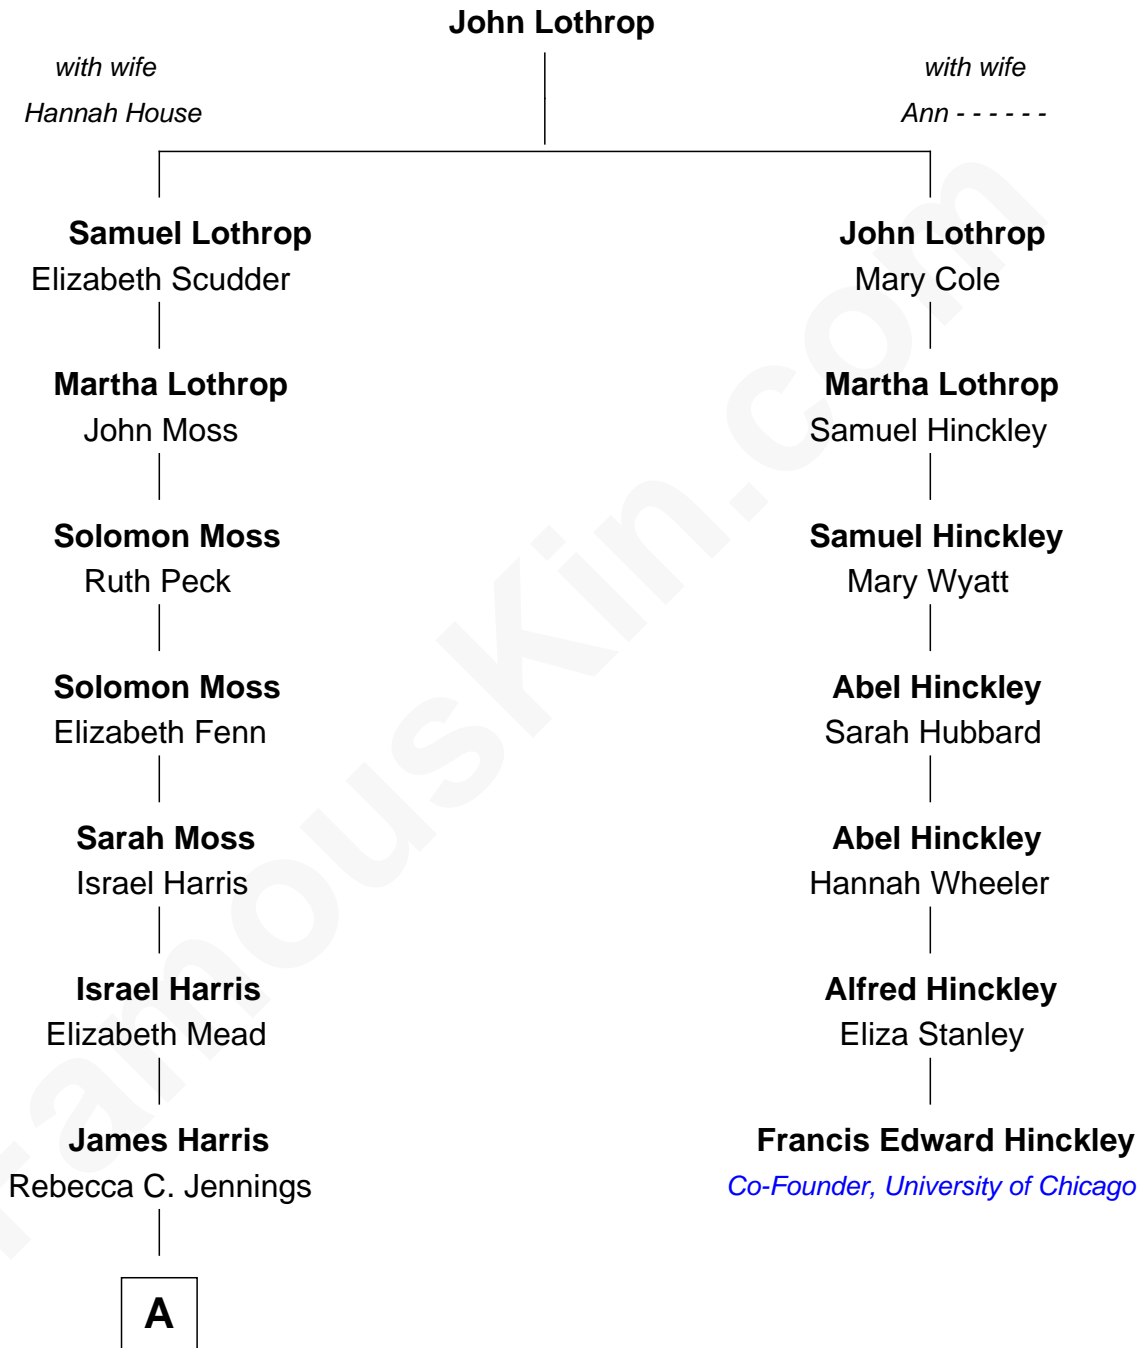 John Lothrop
with wife
Hannah House
with wife
Ann - - - - - -
Samuel Lothrop
Elizabeth Scudder
John Lothrop
Mary Cole
Martha Lothrop
John Moss
Martha Lothrop
Samuel Hinckley
Solomon Moss
Ruth Peck
Samuel Hinckley
Mary Wyatt
Solomon Moss
Elizabeth Fenn
Abel Hinckley
Sarah Hubbard
Sarah Moss
Israel Harris
Abel Hinckley
Hannah Wheeler
Israel Harris
Elizabeth Mead
Alfred Hinckley
Eliza Stanley
James Harris
Rebecca C. Jennings
Francis Edward Hinckley
Co-Founder, University of Chicago
A
FamousKin.com